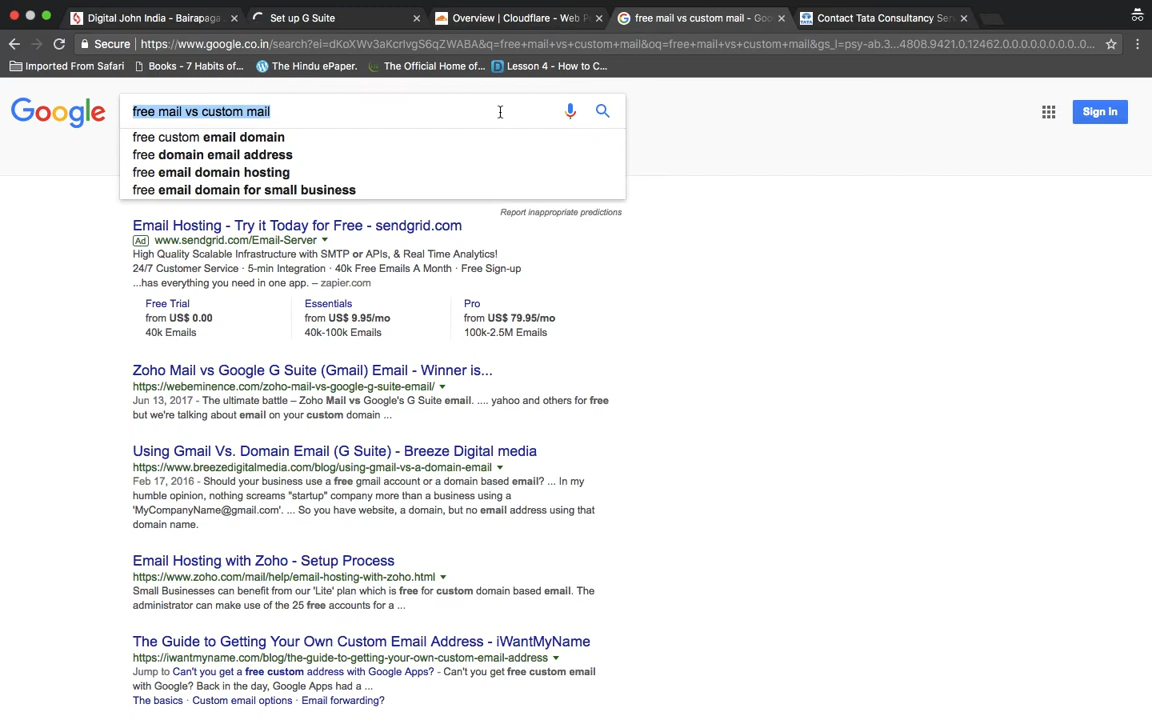 Digital John India - Bairapaga
Set up G Suite
Overview | Cloudflare - Web P
free mail vs custom mail - Goo
Contact Tata Consultancy Ser
Secure | https://www.google.co.in/search?ei=dKoXWv3aKcrIvgS6qZWABA&q=free+mail+vs+custom+mail&oq=free+mail+vs+custom+mail&gs_l=psy-ab.3...4808.9421.0.12462.0.0.0.0.0.0.0.0...
Imported From Safari
Books - 7 Habits of...
The Hindu ePaper.
The Official Home of...
Lesson 4 - How to C...
Google
free mail vs custom mail
Sign in
free custom email domain
free domain email address
free email domain hosting
free email domain for small business
Report inappropriate predictions
Email Hosting - Try it Today for Free - sendgrid.com
Ad www.sendgrid.com/Email-Server
High Quality Scalable Infrastructure with SMTP or APIs, & Real Time Analytics!
24/7 Customer Service · 5-min Integration · 40k Free Emails A Month · Free Sign-up
...has everything you need in one app. – zapier.com
Free Trial
from US$ 0.00
40k Emails
Essentials
from US$ 9.95/mo
40k-100k Emails
Pro
from US$ 79.95/mo
100k-2.5M Emails
Zoho Mail vs Google G Suite (Gmail) Email - Winner is...
https://webeminence.com/zoho-mail-vs-google-g-suite-email/
Jun 13, 2017 - The ultimate battle – Zoho Mail vs Google's G Suite email. .... yahoo and others for free
but we're talking about email on your custom domain ...
Using Gmail Vs. Domain Email (G Suite) - Breeze Digital media
https://www.breezedigitalmedia.com/blog/using-gmail-vs-a-domain-email
Feb 17, 2016 - Should your business use a free gmail account or a domain based email? ... In my
humble opinion, nothing screams "startup" company more than a business using a
'MyCompanyName@gmail.com'. ... So you have website, a domain, but no email address using that
domain name.
Email Hosting with Zoho - Setup Process
https://www.zoho.com/mail/help/email-hosting-with-zoho.html
Small Businesses can benefit from our 'Lite' plan which is free for custom domain based email. The
administrator can make use of the 25 free accounts for a ...
The Guide to Getting Your Own Custom Email Address - iWantMyName
https://iwantmyname.com/blog/the-guide-to-getting-your-own-custom-email-address
Jump to Can't you get a free custom address with Google Apps? - Can't you get free custom email
with Google? Back in the day, Google Apps had a ...
The basics · Custom email options · Email forwarding?